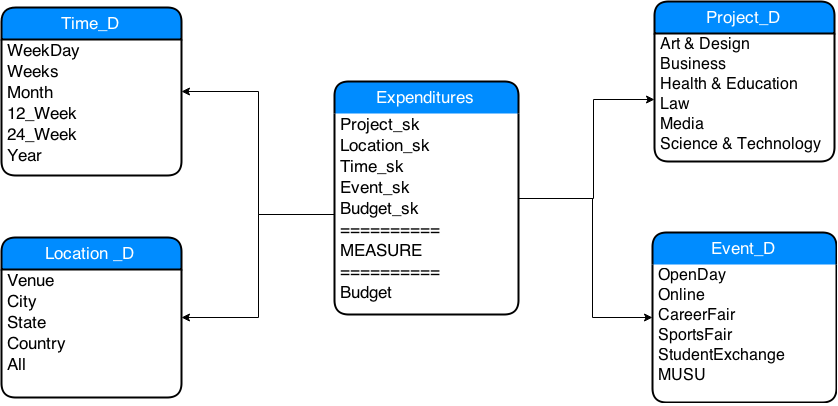 Time_D
WeekDay
Weeks
Month
12_Week
24_Week
Year
Location _D
Venue
City
State
Country
All
Expenditures
Project_sk
Location_sk
Time_sk
Event_sk
Budget_sk
==========
MEASURE
==========
Budget
Project_D
Art & Design
Business
Health & Education
Law
Media
Science & Technology
Event_D
OpenDay
Online
CareerFair
SportsFair
StudentExchange
MUSU